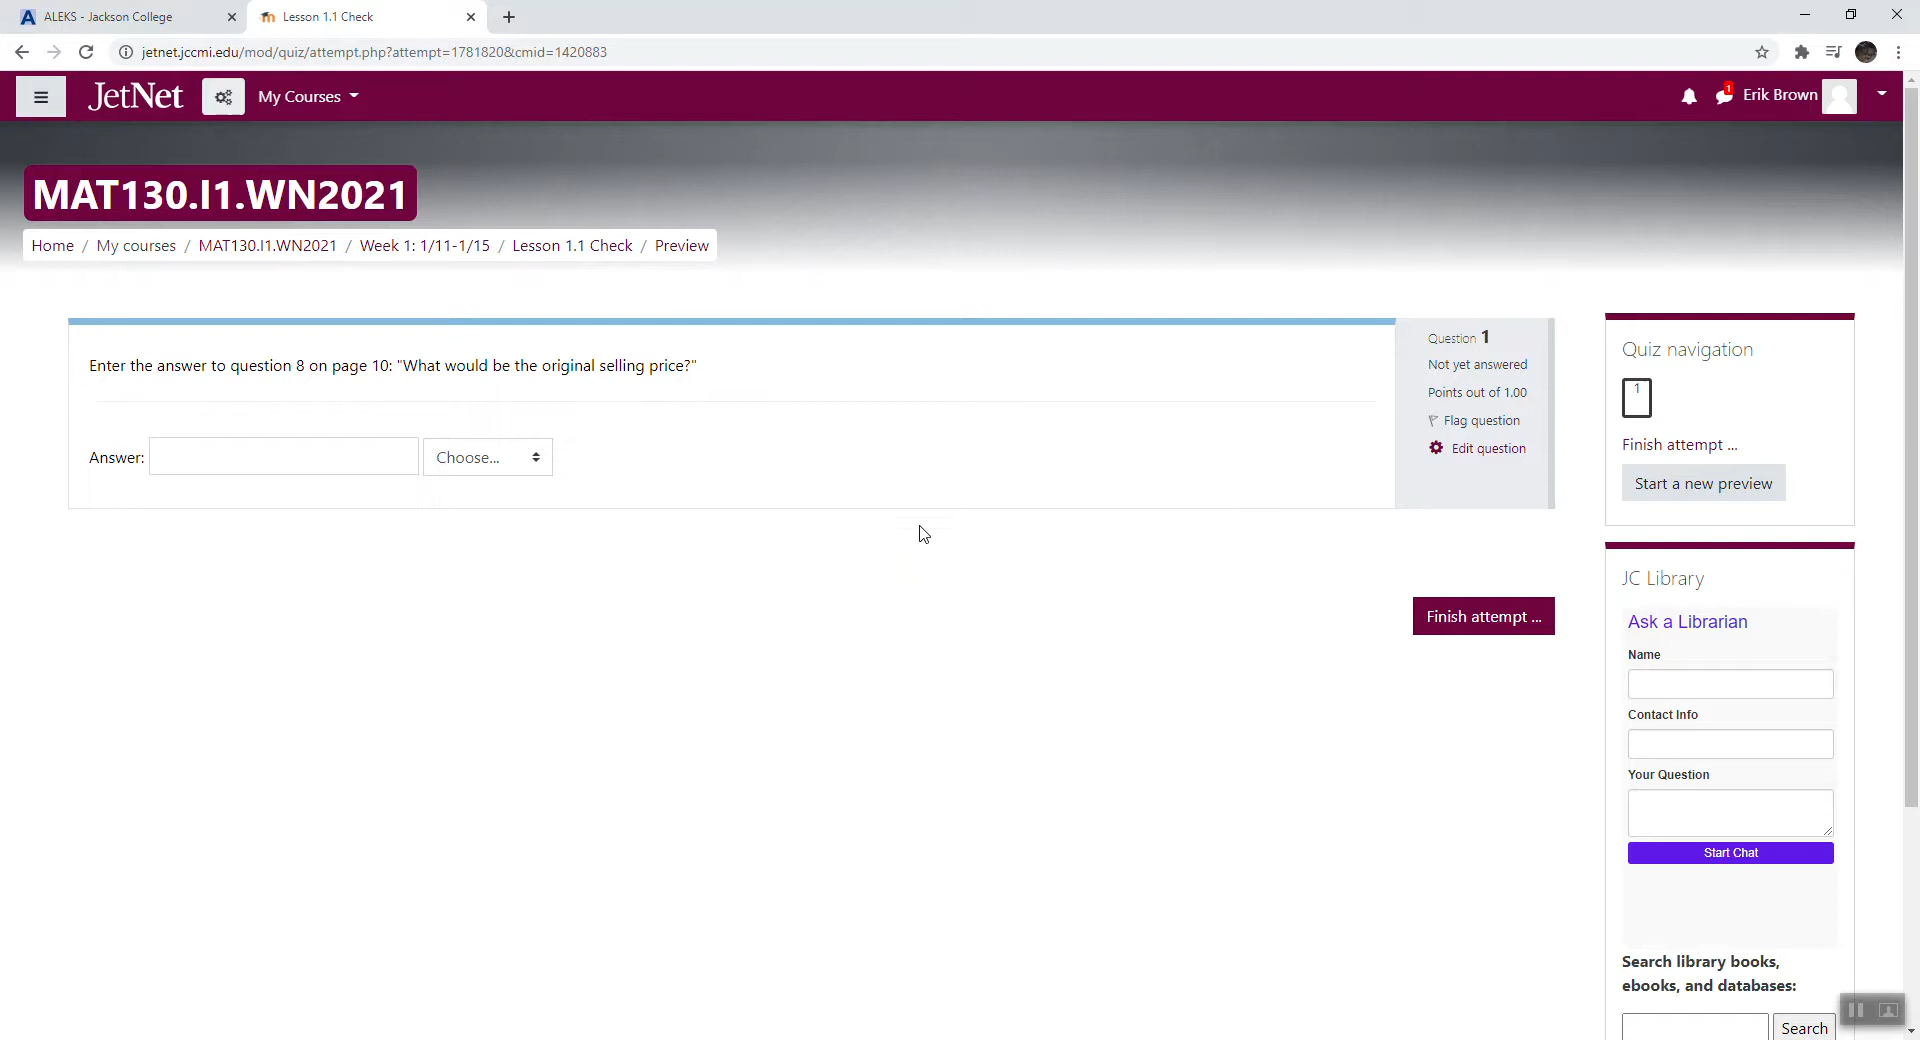 ALEKS - Jackson College
Lesson 1.1 Check
jetnet.jccmi.edu/mod/quiz/attempt.php?attempt=1781820&cmid=1420883
JetNet
My Courses
1
Erik Brown
MAT130.I1.WN2021
Home / My courses / MAT130.I1.WN2021 / Week 1: 1/11-1/15 / Lesson 1.1 Check / Preview
Enter the answer to question 8 on page 10: "What would be the original selling price?"
Answer:
Choose...
Question 1
Not yet answered
Points out of 1.00
Flag question
Edit question
Finish attempt ...
Quiz navigation
1
Finish attempt ...
Start a new preview
JC Library
Ask a Librarian
Name
Contact Info
Your Question
Start Chat
Search library books,
ebooks, and databases:
Search